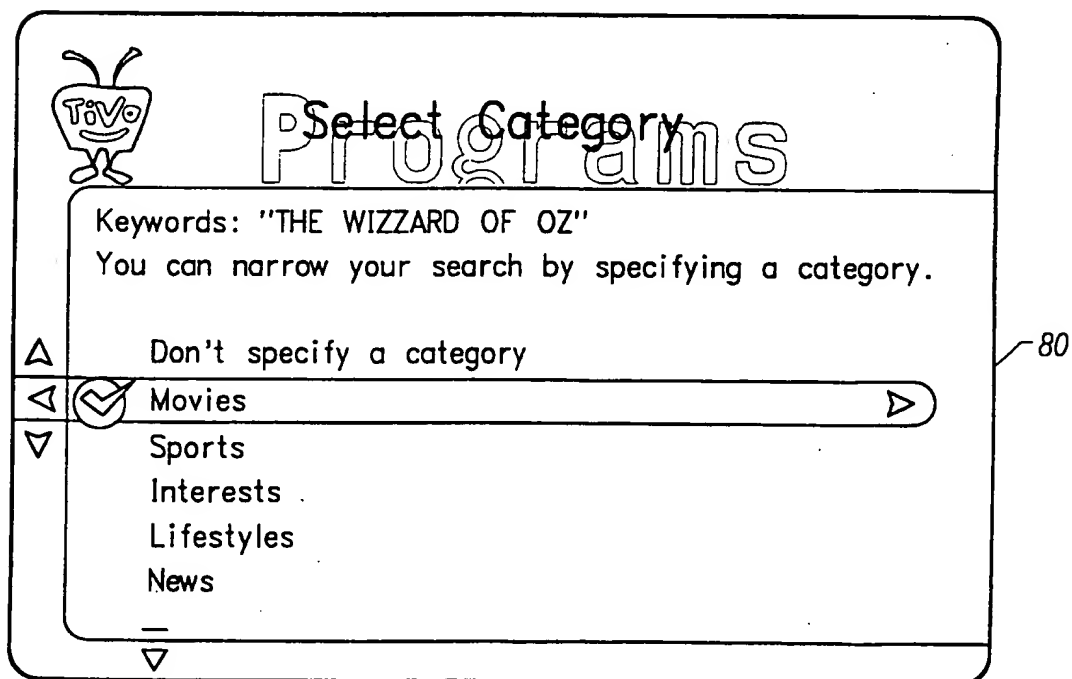 TiVo
Select Category
Programs
Keywords: "THE WIZZARD OF OZ"
You can narrow your search by specifying a category.
Don't specify a category
80
Movies
Sports
Interests
Lifestyles
News